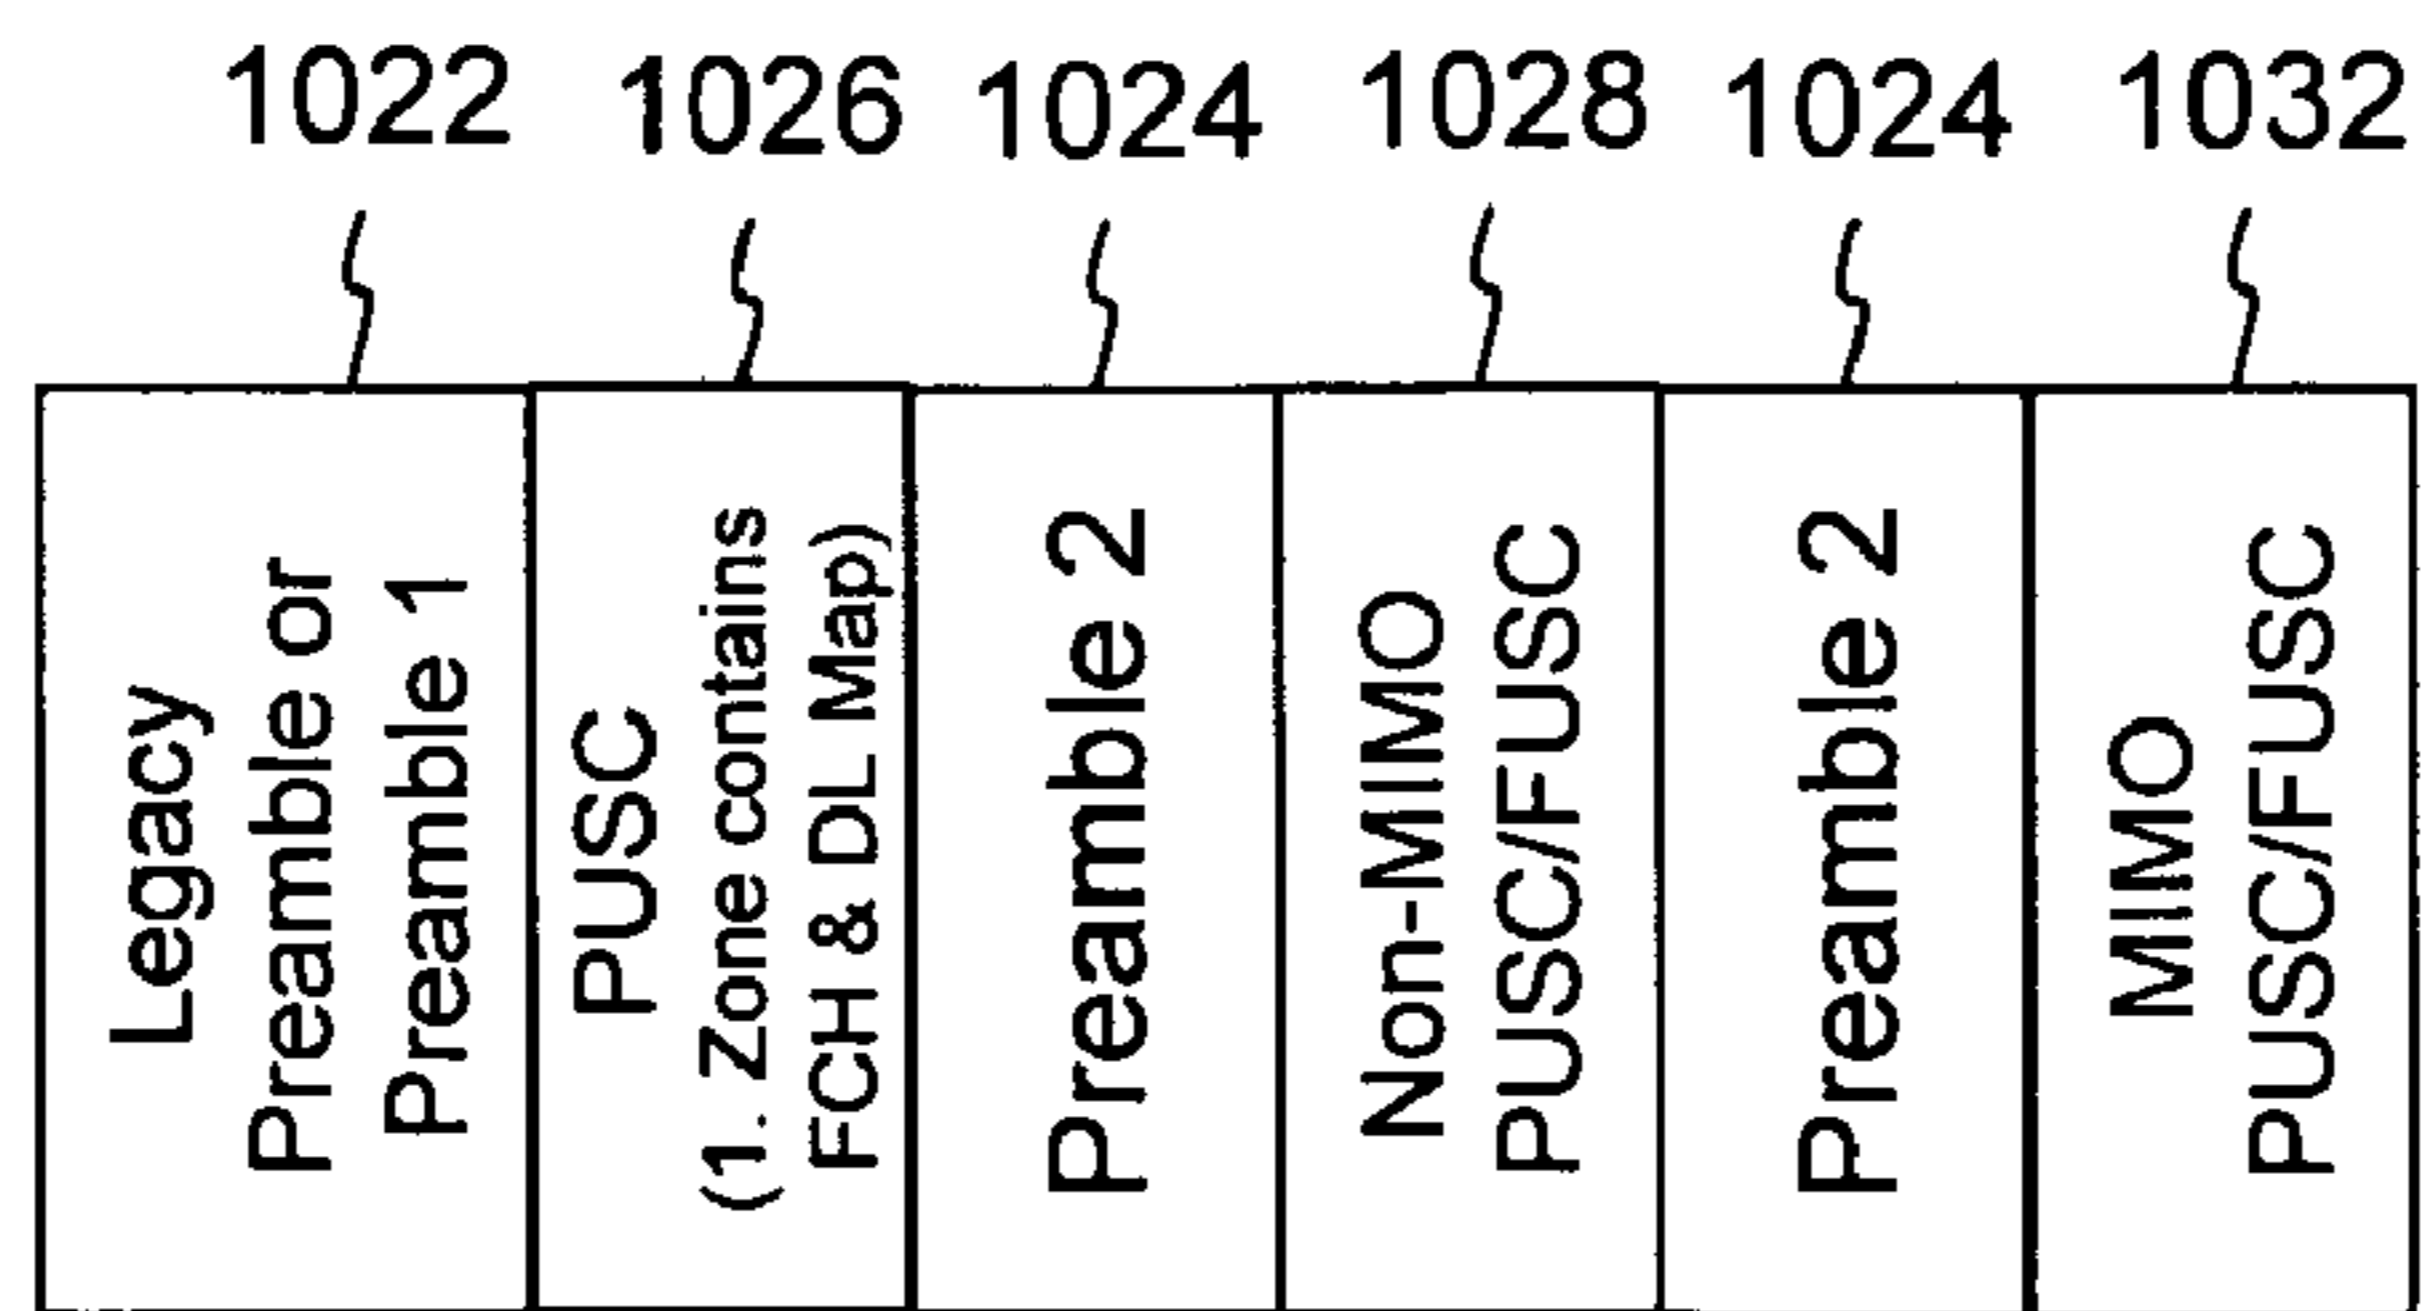 1022 1026 1024 1028 1024 1032
Legacy
Preamble or
Preamble 1
PUSC
(1. Zone contains
FCH & DL Map)
Preamble 2
Non-MIMO
PUSC/FUSC
Preamble 2
MIMO
PUSC/FUSC